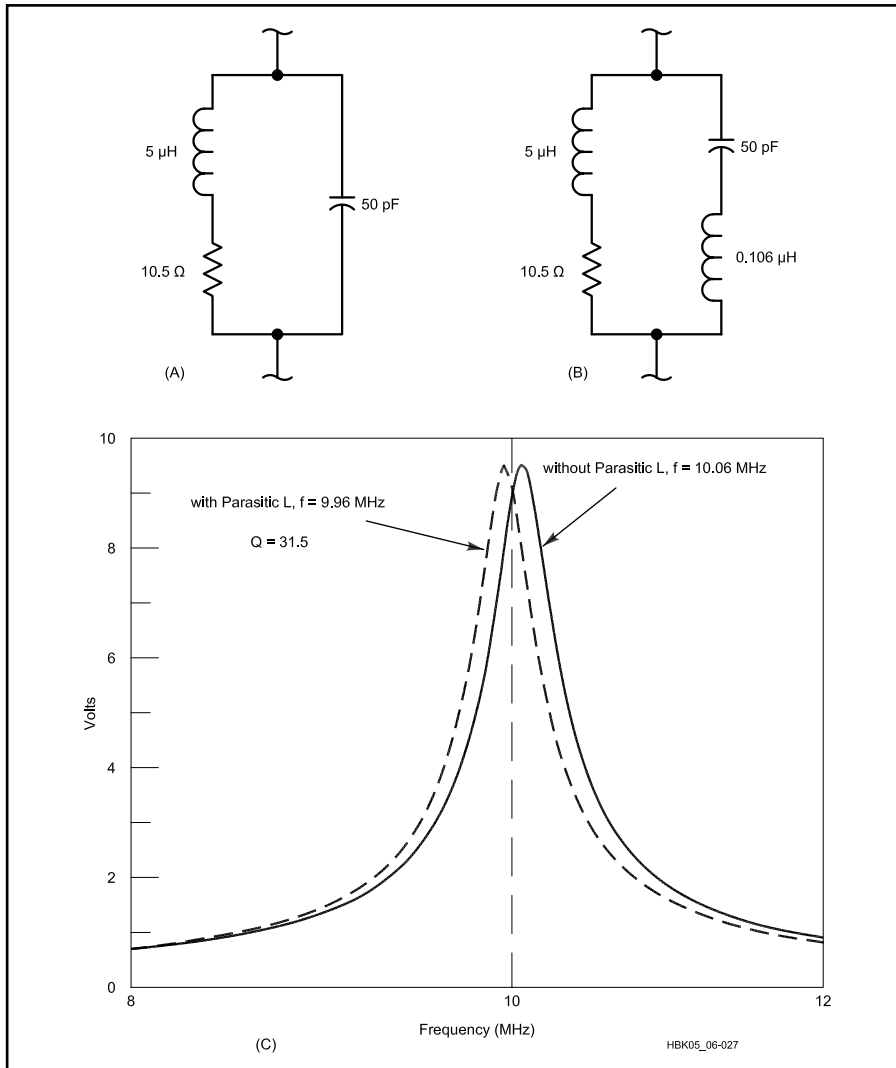 5 µH
50 pF
10.5 Ω
(A)
5 µH
50 pF
10.5 Ω
0.106 µH
(B)
10
8
6
4
2
0
Volts
with Parasitic L, f = 9.96 MHz
Q = 31.5
without Parasitic L, f = 10.06 MHz
8
10
12
Frequency (MHz)
(C)
HBK05_06-027